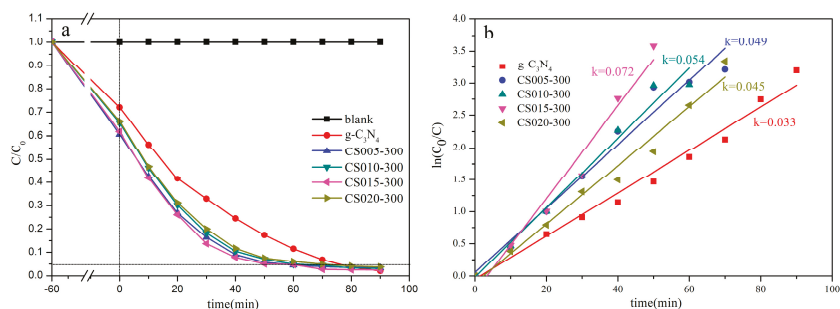 a
C/C0
1.1
1.0
0.9
0.8
0.7
0.6
0.5
0.4
0.3
0.2
0.1
0.0
-60
0
20
40
60
80
100
time(min)
blank
g-C3N4
CS005-300
CS010-300
CS015-300
CS020-300
b
ln(C0/C)
4.0
3.5
3.0
2.5
2.0
1.5
1.0
0.5
0.0
0
20
40
60
80
100
time(min)
g-C3N4
CS005-300
CS010-300
CS015-300
CS020-300
k=0.072
k=0.054
k=0.049
k=0.045
k=0.033